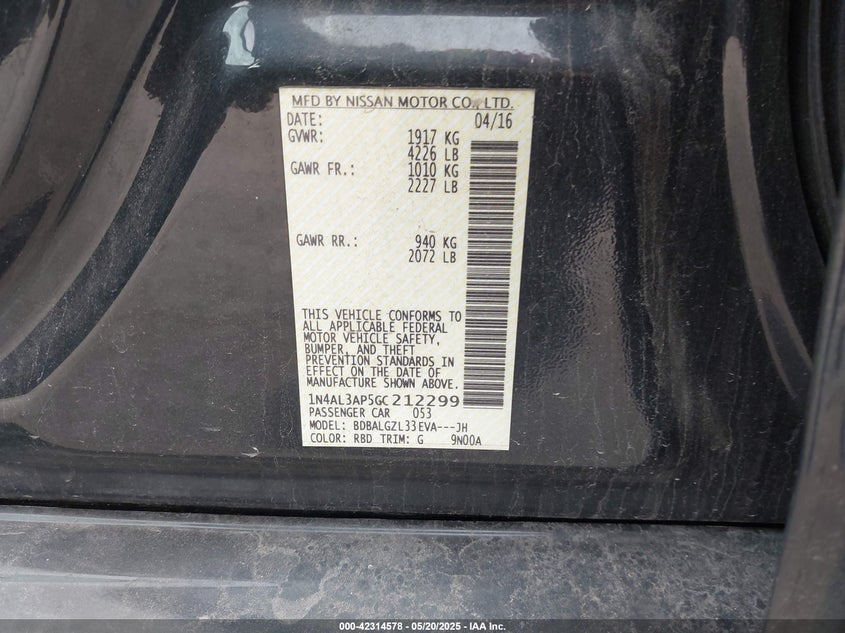 MFD BY NISSAN MOTOR CO., LTD.
DATE: 04/16
GVWR: 1917 KG
4226 LB
GAWR FR.: 1010 KG
2227 LB
GAWR RR.: 940 KG
2072 LB
THIS VEHICLE CONFORMS TO
ALL APPLICABLE FEDERAL
MOTOR VEHICLE SAFETY,
BUMPER, AND THEFT
PREVENTION STANDARDS IN
EFFECT ON THE DATE OF
MANUFACTURE SHOWN ABOVE.
1N4AL3AP5GC212299
PASSENGER CAR 053
MODEL: BDBALGZL33EVA---JH
COLOR: RBD TRIM: G 9N00A
000-42314578 - 05/20/2025 - IAA Inc.